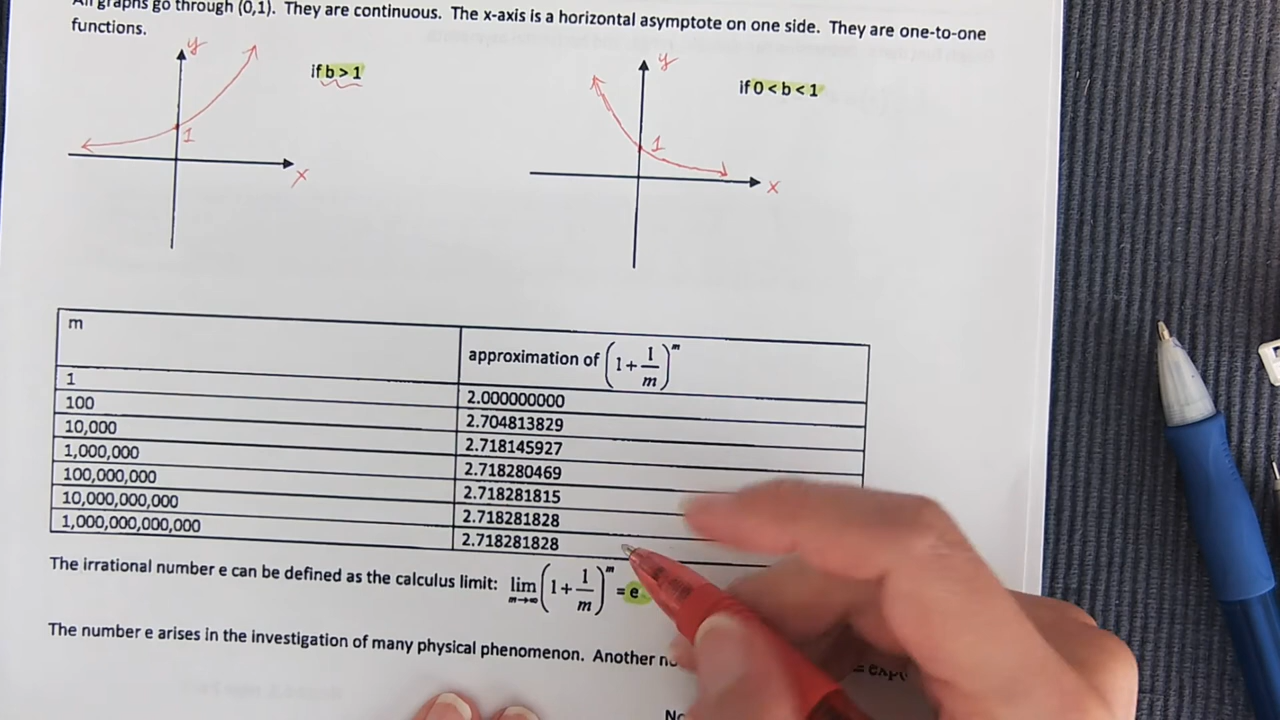 All graphs go through (0,1). They are continuous. The x-axis is a horizontal asymptote on one side. They are one-to-one
functions.
y
if b > 1
1
x
y
if 0 < b < 1
1
x
m
approximation of (1 + 1/m)^m
1
2.000000000
100
2.704813829
10,000
2.718145927
1,000,000
2.718280469
100,000,000
2.718281815
10,000,000,000
2.718281828
1,000,000,000,000
2.718281828
The irrational number e can be defined as the calculus limit: lim m→∞ (1 + 1/m)^m = e
The number e arises in the investigation of many physical phenomenon. Another